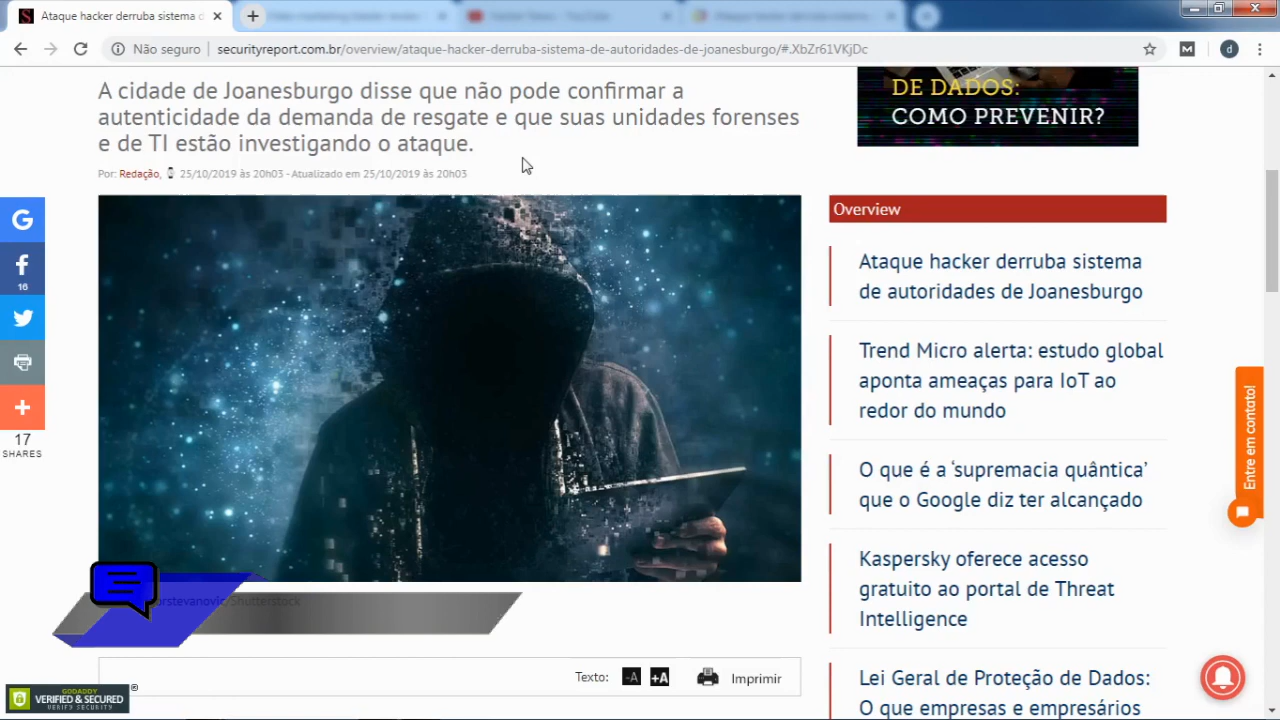 Ataque hacker derruba sistema d
Não seguro
securityreport.com.br/overview/ataque-hacker-derruba-sistema-de-autoridades-de-joanesburgo/#.XbZr61VKjDc
M
d
A cidade de Joanesburgo disse que não pode confirmar a
autenticidade da demanda de resgate e que suas unidades forenses
e de TI estão investigando o ataque.
Por: Redação, 25/10/2019 às 20h03 - Atualizado em 25/10/2019 às 20h03
G
f
16
17
SHARES
/Shutterstock
Texto: -A +A Imprimir
GODADDY
VERIFIED & SECURED
VERIFY SECURITY
DE DADOS:
COMO PREVENIR?
Overview
Ataque hacker derruba sistema
de autoridades de Joanesburgo
Trend Micro alerta: estudo global
aponta ameaças para IoT ao
redor do mundo
O que é a ‘supremacia quântica’
que o Google diz ter alcançado
Kaspersky oferece acesso
gratuito ao portal de Threat
Intelligence
Lei Geral de Proteção de Dados:
O que empresas e empresários
Entre em contato!